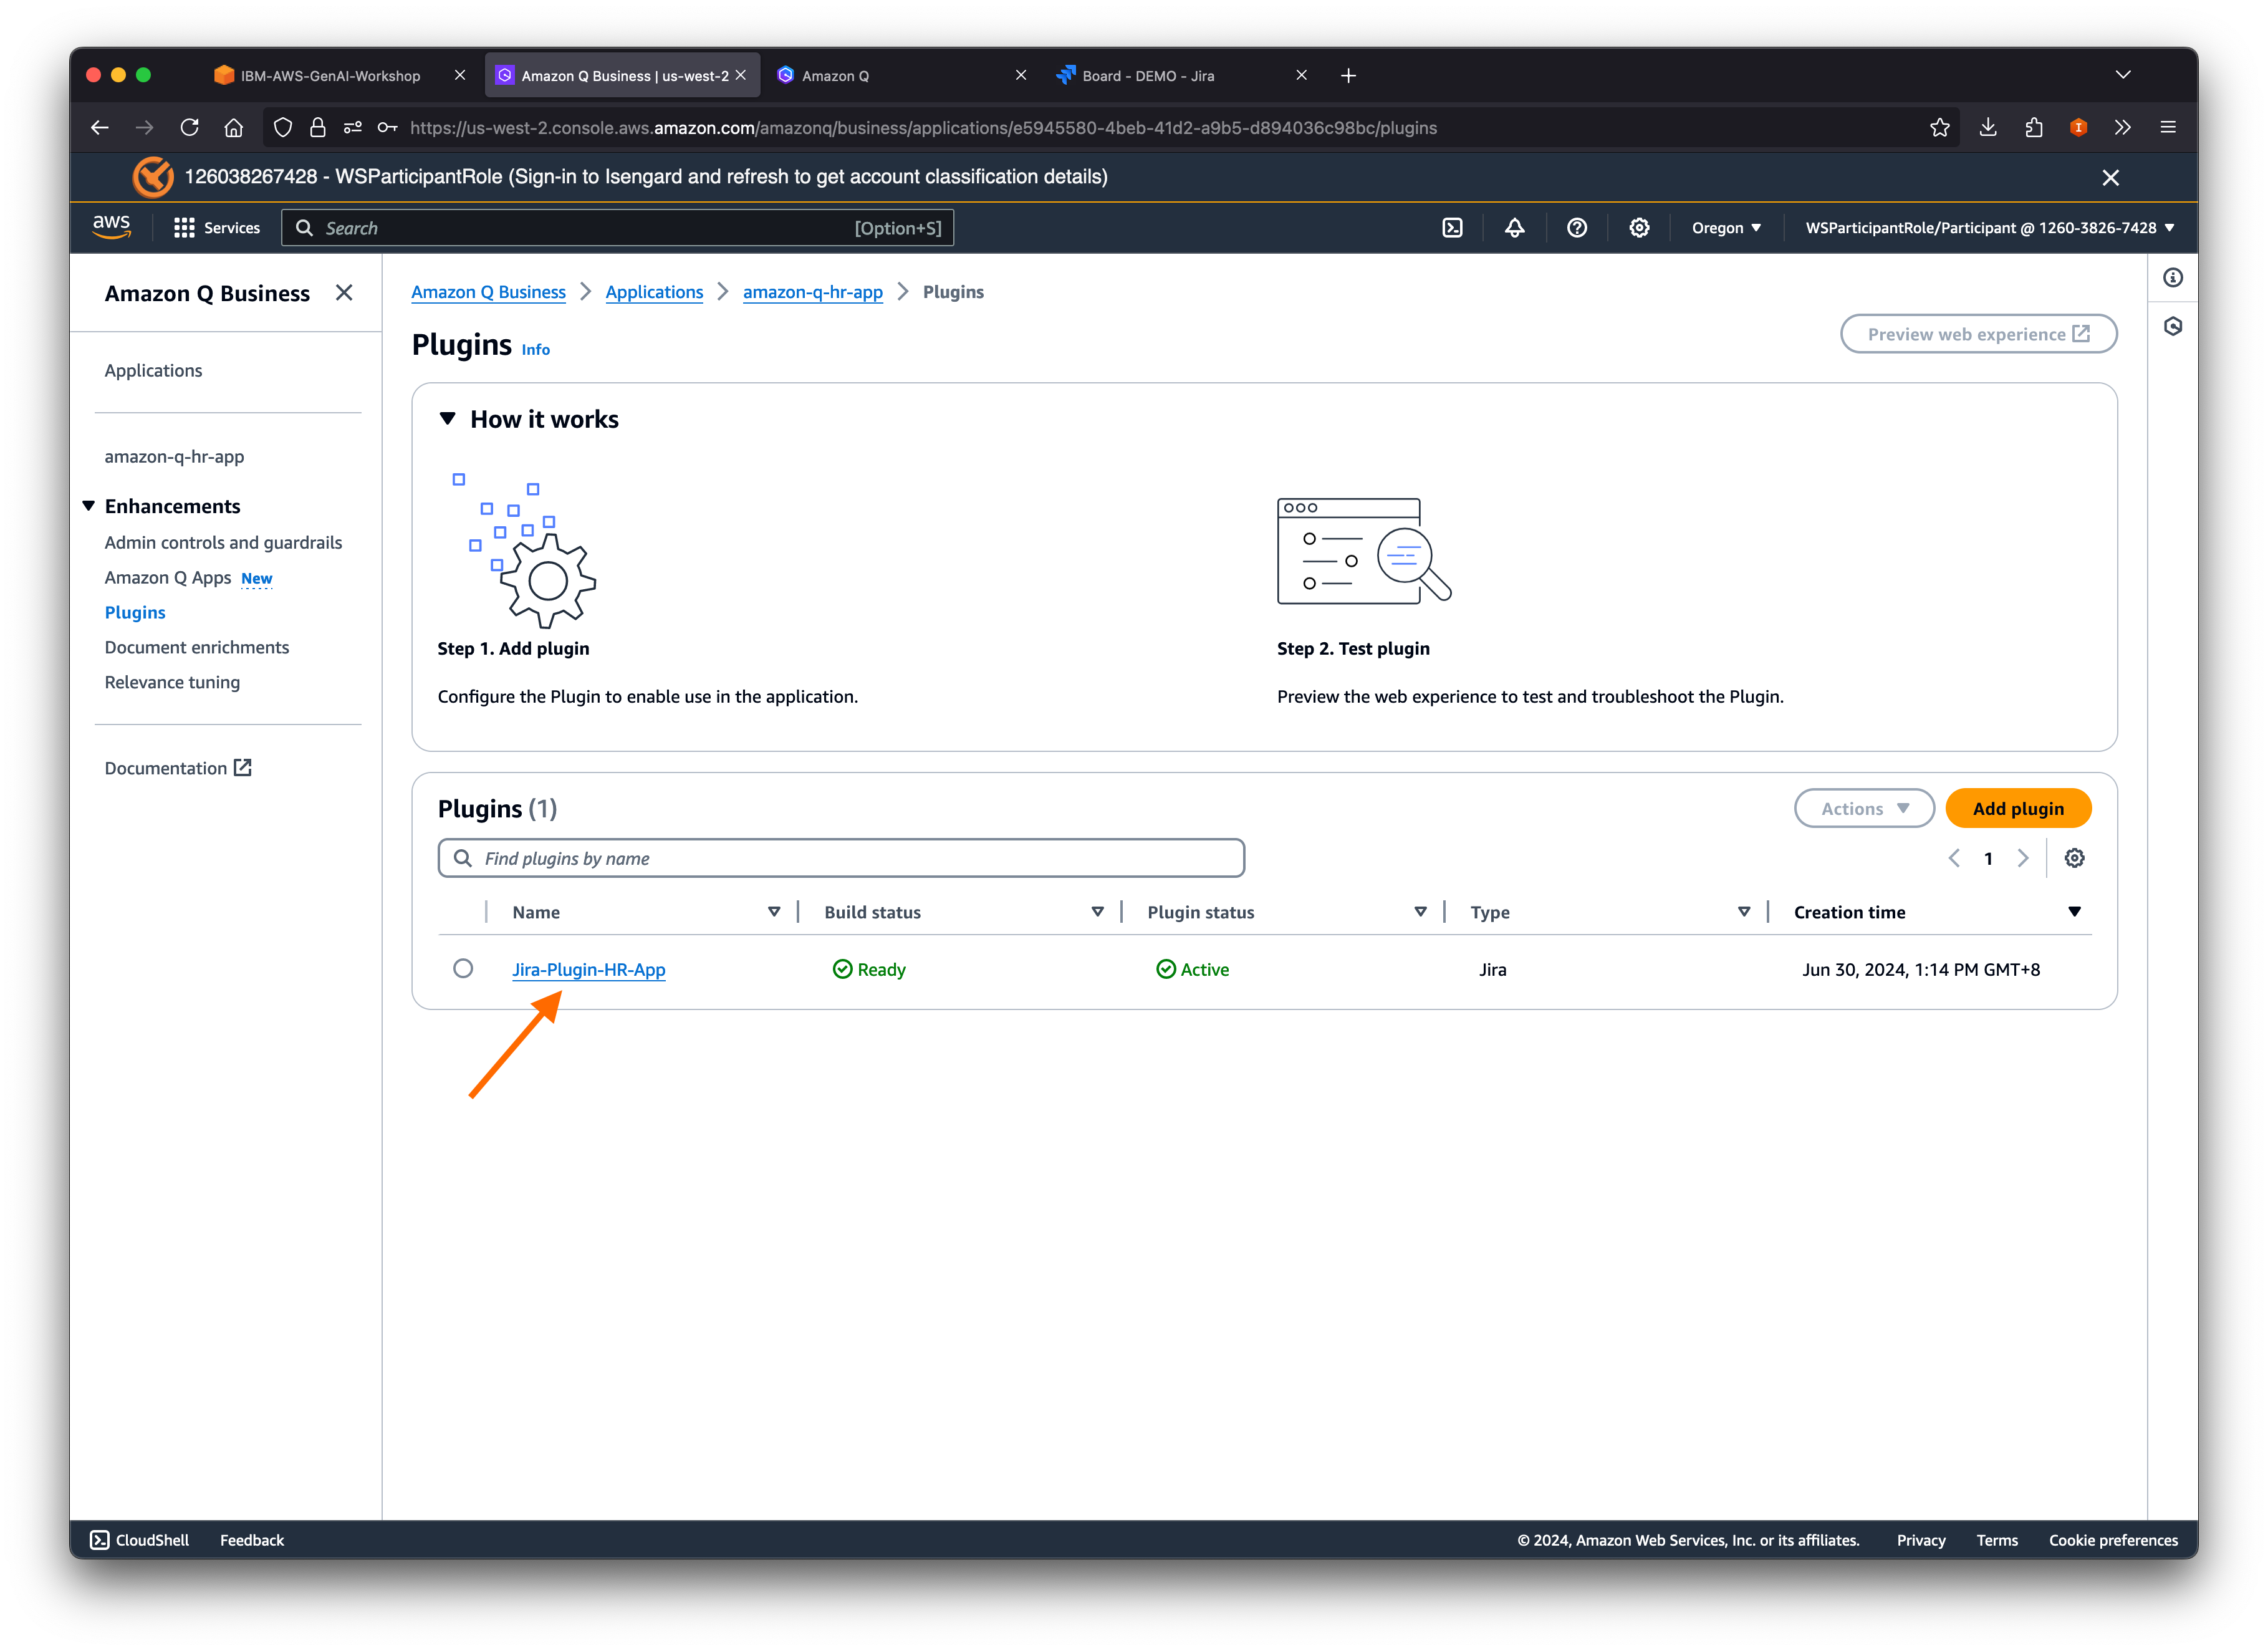 IBM-AWS-GenAI-Workshop
Amazon Q Business | us-west-2
Amazon Q
Board - DEMO - Jira
https://us-west-2.console.aws.amazon.com/amazonq/business/applications/e5945580-4beb-41d2-a9b5-d894036c98bc/plugins
126038267428 - WSParticipantRole (Sign-in to Isengard and refresh to get account classification details)
aws
Services
Search
[Option+S]
Oregon
WSParticipantRole/Participant @ 1260-3826-7428
Amazon Q Business
Applications
amazon-q-hr-app
Enhancements
Admin controls and guardrails
Amazon Q Apps New
Plugins
Document enrichments
Relevance tuning
Documentation
Amazon Q Business
Applications
amazon-q-hr-app
Plugins
Plugins Info
Preview web experience
How it works
Step 1. Add plugin
Configure the Plugin to enable use in the application.
Step 2. Test plugin
Preview the web experience to test and troubleshoot the Plugin.
Plugins (1)
Actions
Add plugin
Find plugins by name
1
Name
Build status
Plugin status
Type
Creation time
Jira-Plugin-HR-App
Ready
Active
Jira
Jun 30, 2024, 1:14 PM GMT+8
CloudShell
Feedback
© 2024, Amazon Web Services, Inc. or its affiliates.
Privacy
Terms
Cookie preferences